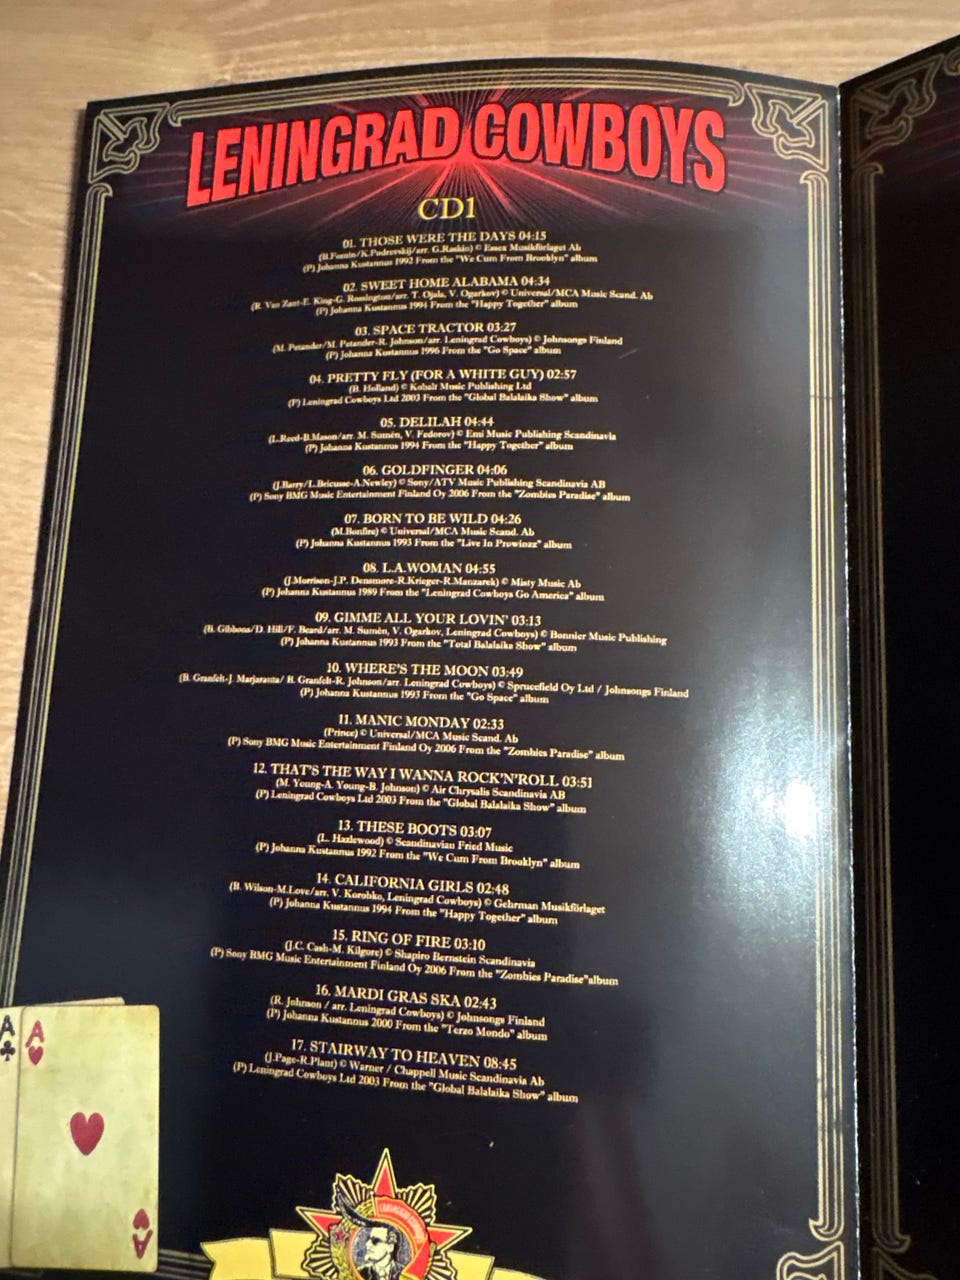 LENINGRAD COWBOYS
CD1
01. THOSE WERE THE DAYS 04:15
(B.Fomin/K.Podrevskij/arr. G.Raskin) © Essex Musikförlaget Ab
(P) Johanna Kustannus 1992 From the "We Cum From Brooklyn" album
02. SWEET HOME ALABAMA 04:34
(R. Van Zant-E. King-G. Rossington/arr. T. Ojala, V. Ogarkov) © Universal/MCA Music Scand. Ab
(P) Johanna Kustannus 1994 From the "Happy Together" album
03. SPACE TRACTOR 03:27
(M. Petander/M. Petander-R. Johnson/arr. Leningrad Cowboys) © Johnsongs Finland
(P) Johanna Kustannus 1996 From the "Go Space" album
04. PRETTY FLY (FOR A WHITE GUY) 02:57
(B. Holland) © Kobalt Music Publishing Ltd
(P) Leningrad Cowboys Ltd 2003 From the "Global Balalaika Show" album
05. DELILAH 04:44
(L.Reed-B.Mason/arr. M. Sumén, V. Fedorov) © Emi Music Publishing Scandinavia
(P) Johanna Kustannus 1994 From the "Happy Together" album
06. GOLDFINGER 04:06
(J.Barry/L.Bricusse-A.Newley) © Sony/ATV Music Publishing Scandinavia AB
(P) Sony BMG Music Entertainment Finland Oy 2006 From the "Zombies Paradise" album
07. BORN TO BE WILD 04:26
(M.Bonfire) © Universal/MCA Music Scand. Ab
(P) Johanna Kustannus 1993 From the "Live In Prowinzz" album
08. L.A.WOMAN 04:55
(J.Morrison-J.P. Densmore-R.Krieger-R.Manzarek) © Misty Music Ab
(P) Johanna Kustannus 1989 From the "Leningrad Cowboys Go America" album
09. GIMME ALL YOUR LOVIN' 03:13
(B. Gibbons/D. Hill/F. Beard/arr. M. Sumén, V. Ogarkov, Leningrad Cowboys) © Bonnier Music Publishing
(P) Johanna Kustannus 1993 From the "Total Balalaika Show" album
10. WHERE'S THE MOON 03:49
(B. Granfelt-J. Marjaranta/ B. Granfelt-R. Johnson/arr. Leningrad Cowboys) © Sprucefield Oy Ltd / Johnsongs Finland
(P) Johanna Kustannus 1993 From the "Go Space" album
11. MANIC MONDAY 02:33
(Prince) © Universal/MCA Music Scand. Ab
(P) Sony BMG Music Entertainment Finland Oy 2006 From the "Zombies Paradise" album
12. THAT'S THE WAY I WANNA ROCK'N'ROLL 03:51
(M. Young-A. Young-B. Johnson) © Air Chrysalis Scandinavia AB
(P) Leningrad Cowboys Ltd 2003 From the "Global Balalaika Show" album
13. THESE BOOTS 03:07
(L. Hazlewood) © Scandinavian Fried Music
(P) Johanna Kustannus 1992 From the "We Cum From Brooklyn" album
14. CALIFORNIA GIRLS 02:48
(B. Wilson-M.Love/arr. V. Korobko, Leningrad Cowboys) © Gehrman Musikförlaget
(P) Johanna Kustannus 1994 From the "Happy Together" album
15. RING OF FIRE 03:10
(J.C. Cash-M. Kilgore) © Shapiro Bernstein Scandinavia
(P) Sony BMG Music Entertainment Finland Oy 2006 From the "Zombies Paradise"album
16. MARDI GRAS SKA 02:43
(R. Johnson / arr. Leningrad Cowboys) © Johnsongs Finland
(P) Johanna Kustannus 2000 From the "Terzo Mondo" album
17. STAIRWAY TO HEAVEN 08:45
(J.Page-R.Plant) © Warner / Chappell Music Scandinavia Ab
(P) Leningrad Cowboys Ltd 2003 From the "Global Balalaika Show" album
A
A
A
LENINGRAD COWBOYS